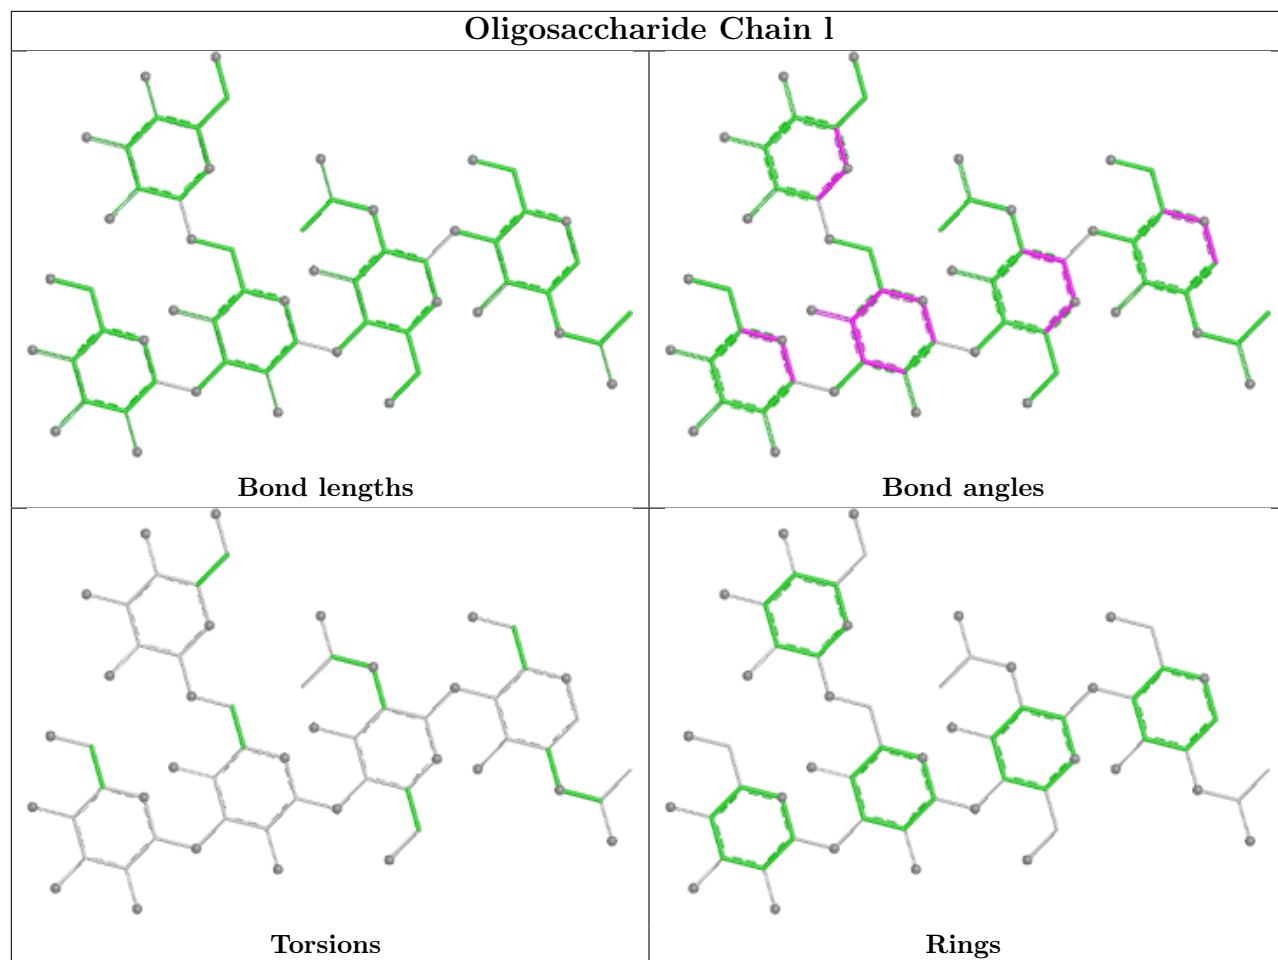 Oligosaccharide Chain l
Bond lengths
Bond angles
Torsions
Rings